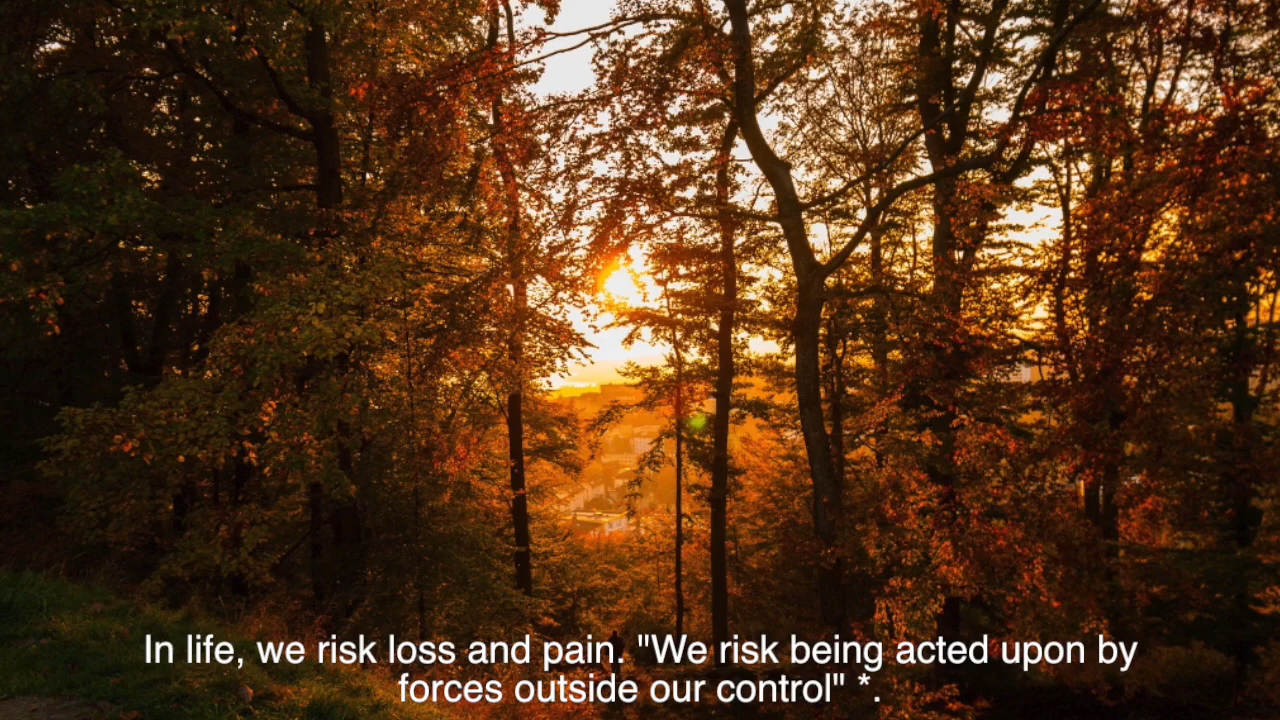 In life, we risk loss and pain. "We risk being acted upon by
forces outside our control" *.